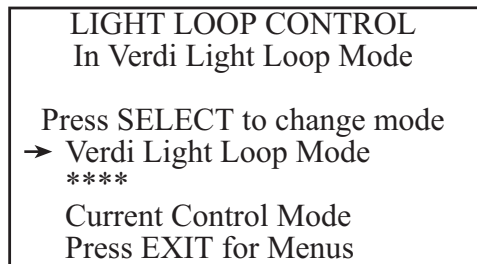 LIGHT LOOP CONTROL
In Verdi Light Loop Mode
Press SELECT to change mode
→ Verdi Light Loop Mode
****
Current Control Mode
Press EXIT for Menus